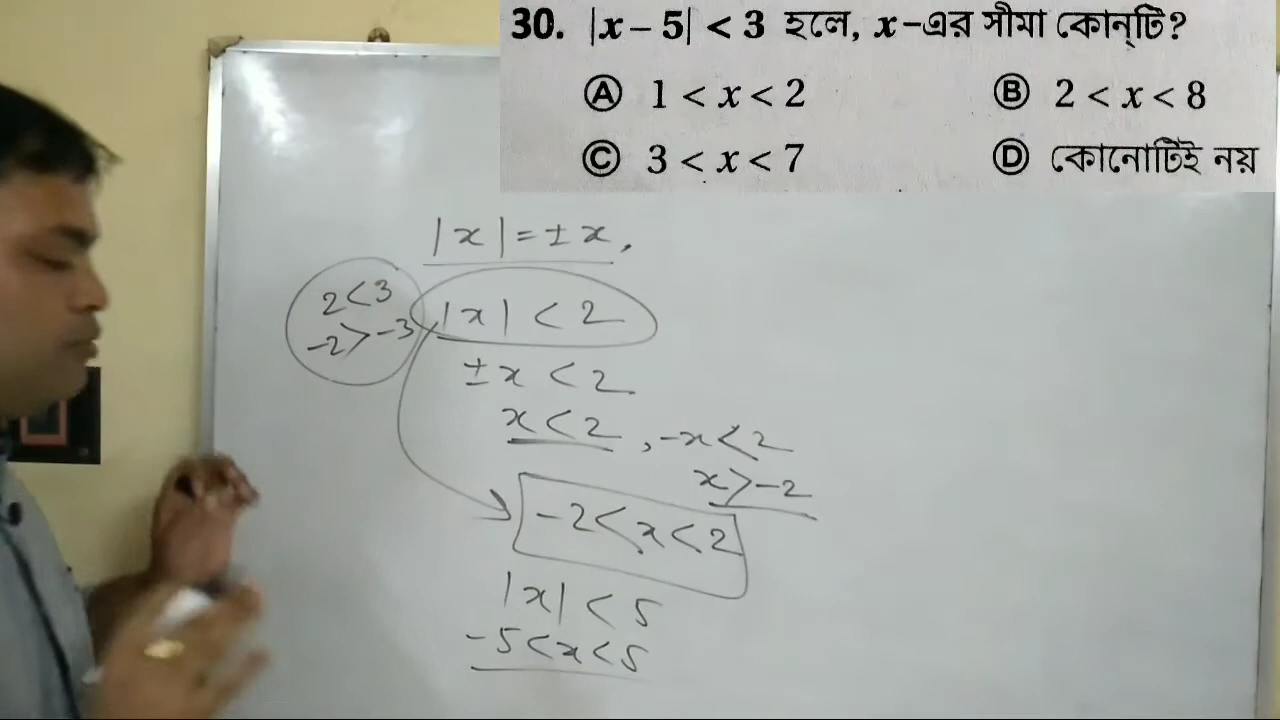 30. |x – 5| < 3 হলে, x–এর সীমা কোন্‌টি?
Ⓐ 1 < x < 2 Ⓑ 2 < x < 8
Ⓒ 3 < x < 7 Ⓓ কোনোটিই নয়
|x| = ± x,
2 < 3
-2 > -3
|x| < 2
± x < 2
x < 2, -x < 2
x > -2
-2 < x < 2
|x| < 5
-5 < x < 5